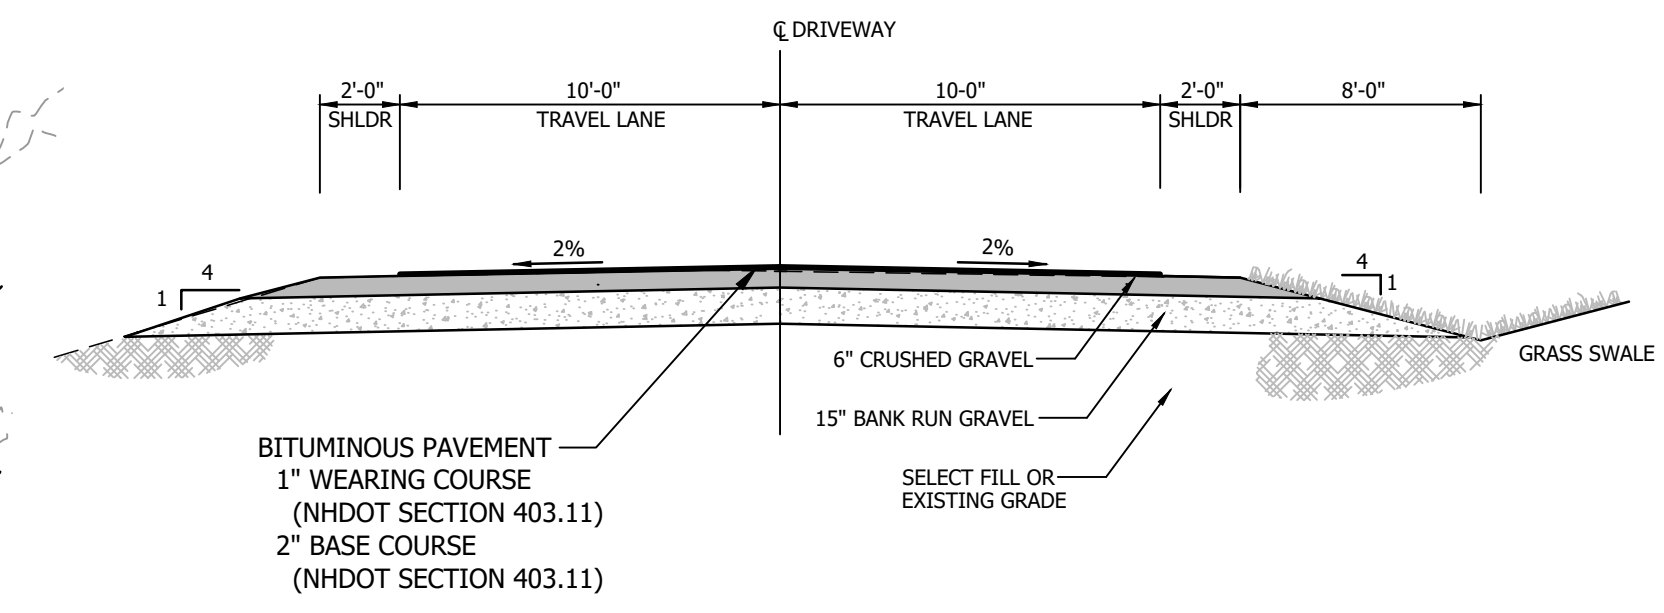 ℄ DRIVEWAY
2'-0" 10'-0" 10-0" 2'-0" 8'-0"
SHLDR TRAVEL LANE TRAVEL LANE SHLDR
2% 2%
4 4
1 1
GRASS SWALE
6" CRUSHED GRAVEL
15" BANK RUN GRAVEL
BITUMINOUS PAVEMENT
1" WEARING COURSE
(NHDOT SECTION 403.11)
2" BASE COURSE
(NHDOT SECTION 403.11)
SELECT FILL OR
EXISTING GRADE